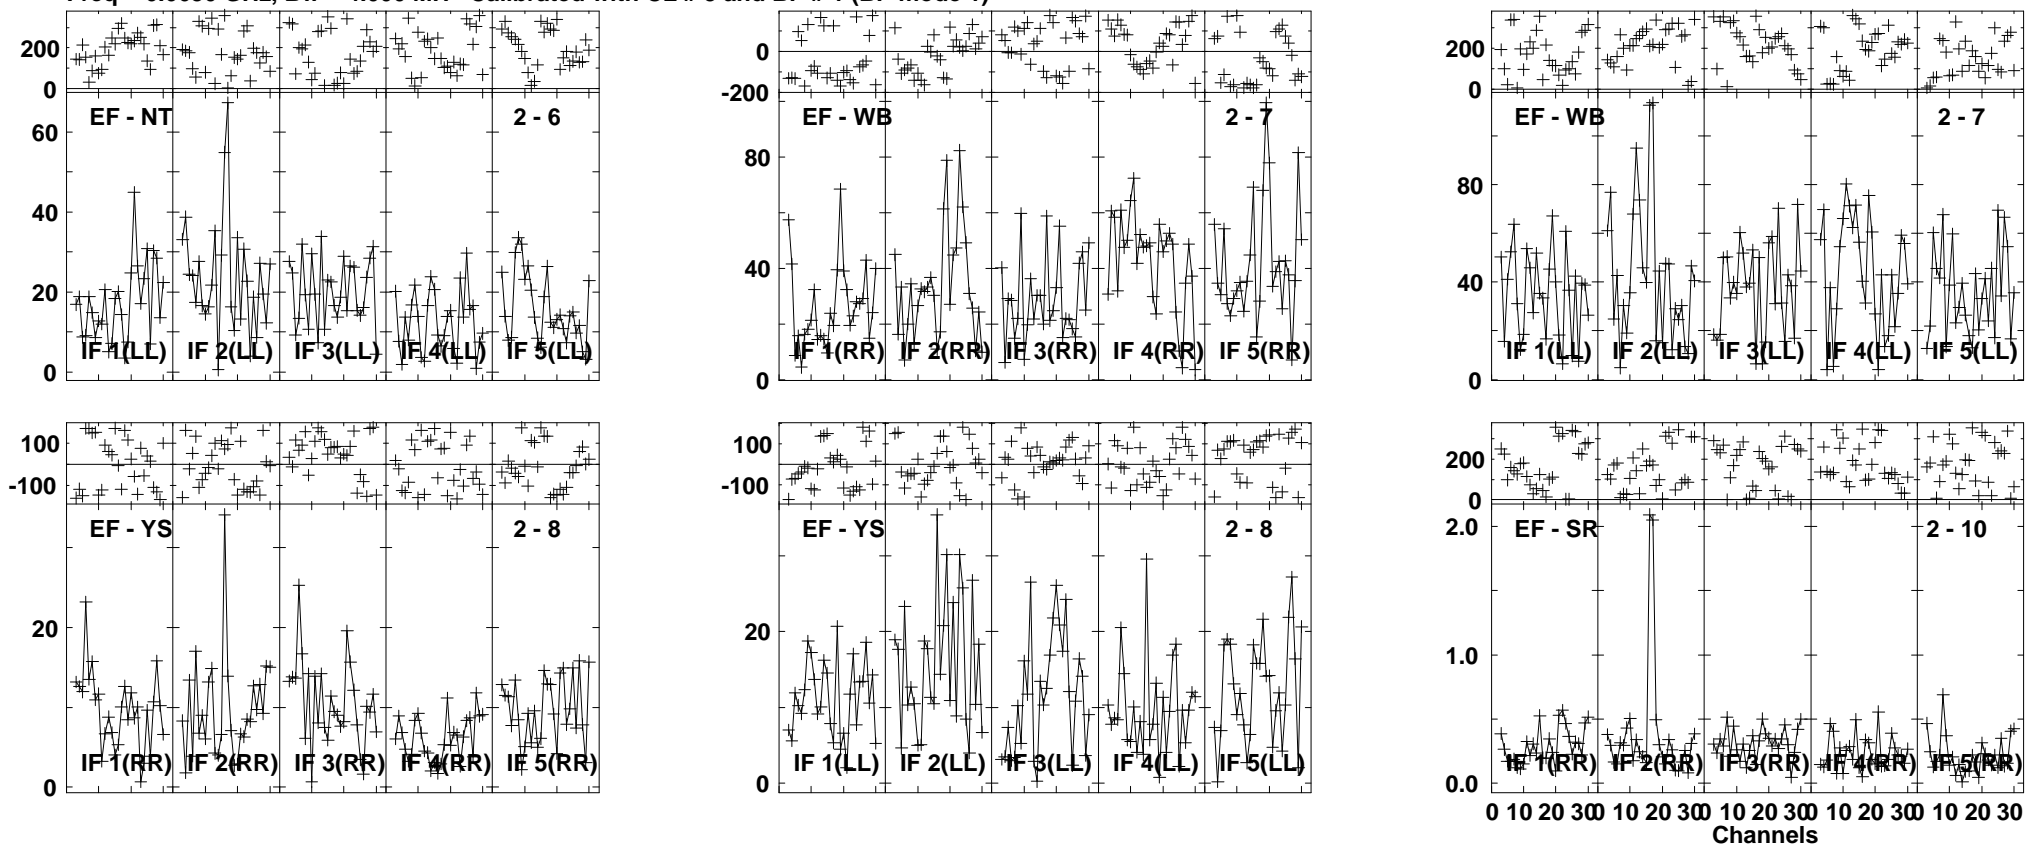 200
0
EF - NT
2 - 6
60
40
20
0
IF 1(LL) IF 2(LL) IF 3(LL) IF 4(LL) IF 5(LL)
0
-200
EF - WB
2 - 7
80
40
0
IF 1(RR) IF 2(RR) IF 3(RR) IF 4(RR) IF 5(RR)
200
0
EF - WB
2 - 7
80
40
0
IF 1(LL) IF 2(LL) IF 3(LL) IF 4(LL) IF 5(LL)
100
-100
EF - YS
2 - 8
20
0
IF 1(RR) IF 2(RR) IF 3(RR) IF 4(RR) IF 5(RR)
100
-100
EF - YS
2 - 8
20
0
IF 1(LL) IF 2(LL) IF 3(LL) IF 4(LL) IF 5(LL)
200
0
EF - SR
2 - 10
2.0
1.0
0.0
IF 1(RR) IF 2(RR) IF 3(RR) IF 4(RR) IF 5(RR)
0 10 20 30 0 10 20 30 10 20 30 0 10 20 30 0 10 20 30
Channels